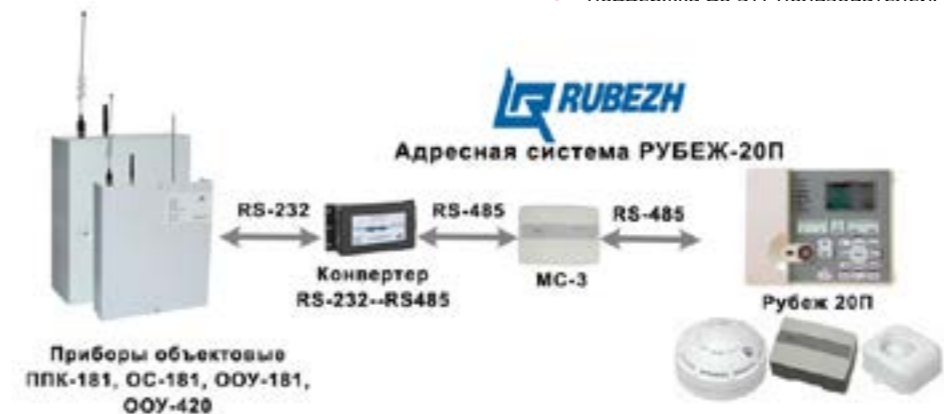 RUBEZH
Адресная система РУБЕЖ-20П
RS-232
RS-485
RS-485
Конвертер
RS-232--RS485
МС-3
Рубеж 20П
Приборы объектовые
ППК-181, ОС-181, ООУ-181,
ООУ-420